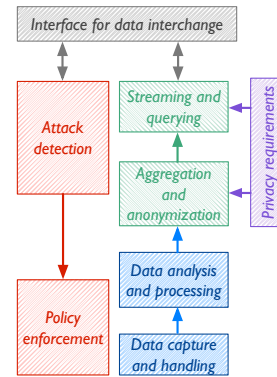 Interface for data interchange
Attack
detection
Streaming and
querying
Privacy requirements
Aggregation
and
anonymization
Data analysis
and processing
Policy
enforcement
Data capture
and handling